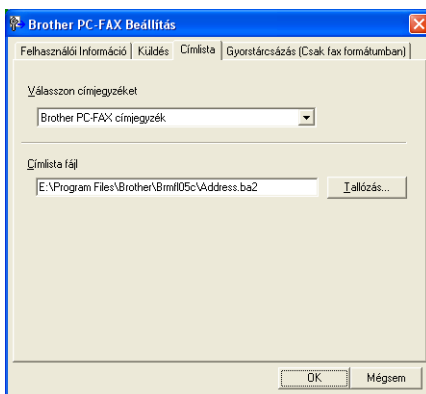 Brother PC-FAX Beállítás
Felhasználói Információ Küldés Címlista Gyorstárcsázás (Csak fax formátumban)
Válasszon címjegyzéket
Brother PC-FAX címjegyzék
Címlista fájl
E:\Program Files\Brother\Brmfl05c\Address.ba2 Tallózás...
OK Mégsem